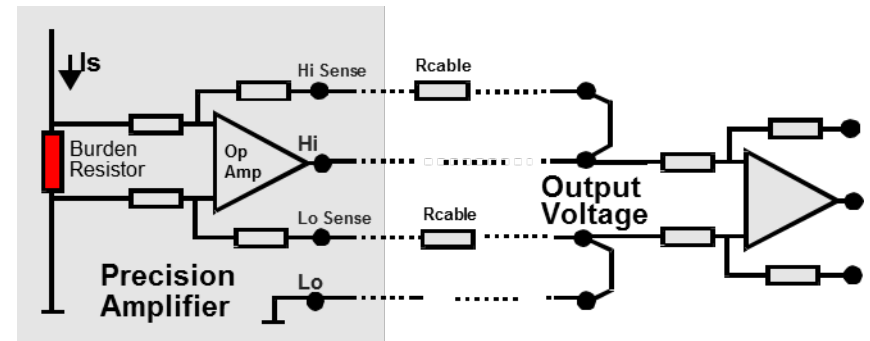 Is
Hi Sense
Rcable
Burden
Resistor
Op
Amp
Hi
Output
Voltage
Lo Sense
Rcable
Precision
Amplifier
Lo